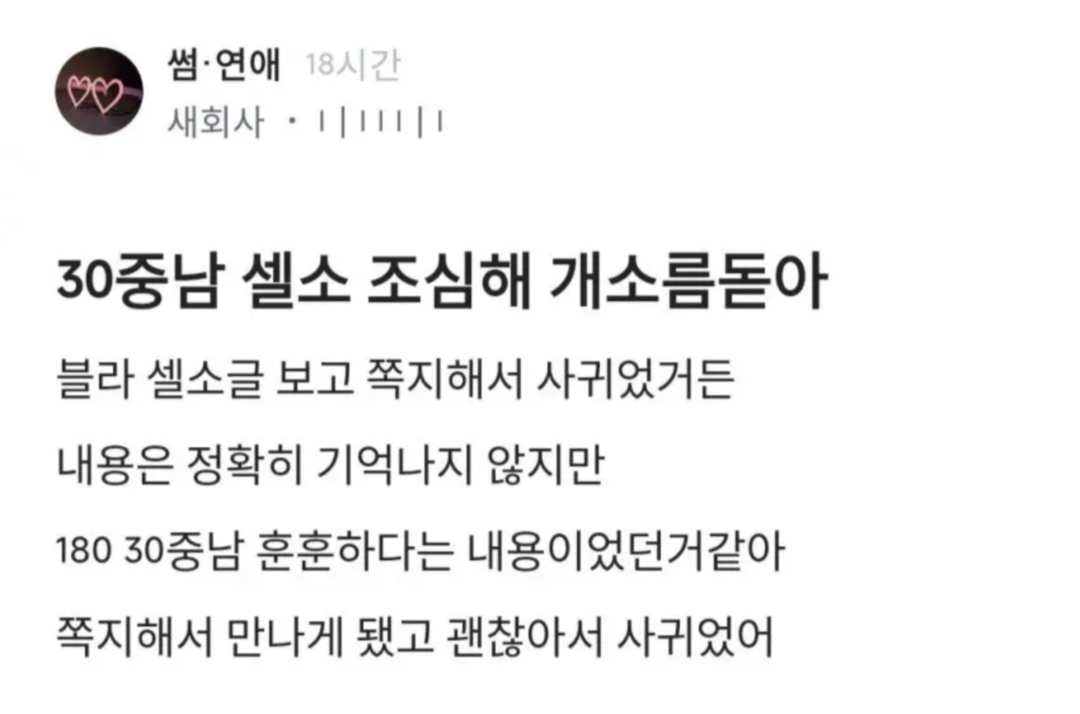 썸·연애 18시간
새회사 · ı|ııı|ı
30중남 셀소 조심해 개소름돋아
블라 셀소글 보고 쪽지해서 사귀었거든
내용은 정확히 기억나지 않지만
180 30중남 훈훈하다는 내용이었던거같아
쪽지해서 만나게 됐고 괜찮아서 사귀었어